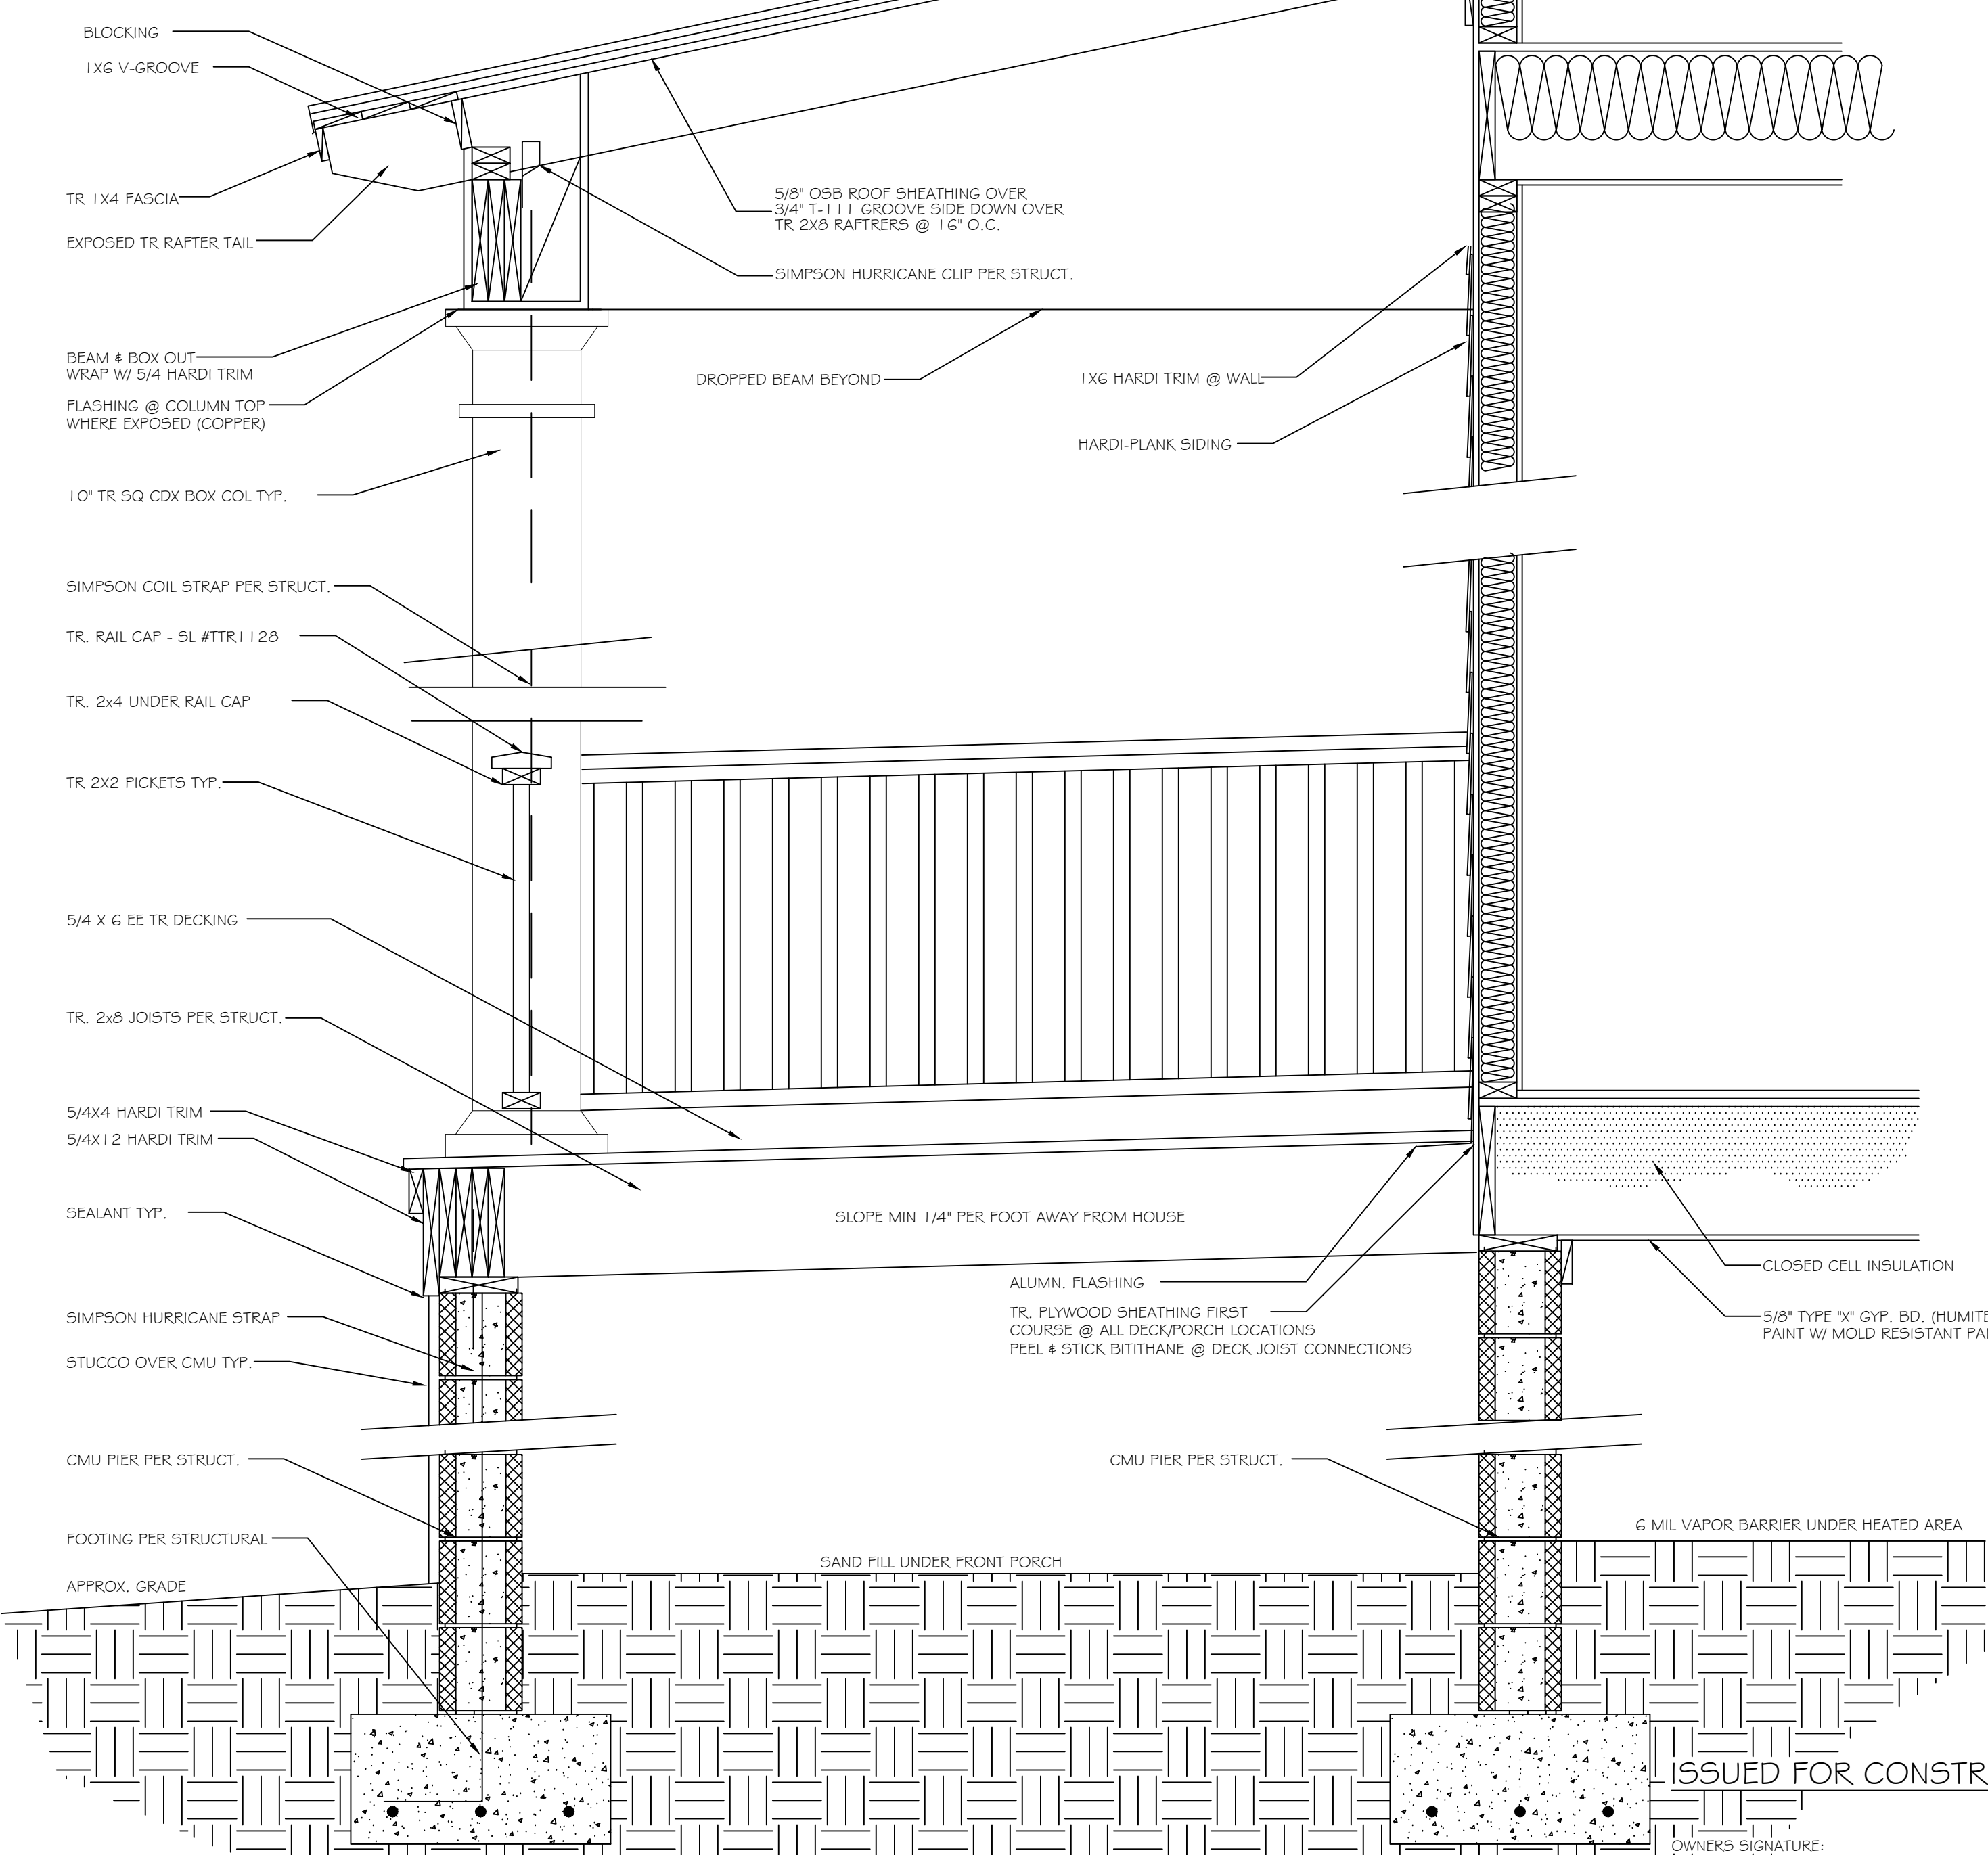 BLOCKING
1X6 V-GROOVE
TR 1X4 FASCIA
EXPOSED TR RAFTER TAIL
BEAM & BOX OUT
WRAP W/ 5/4 HARDI TRIM
FLASHING @ COLUMN TOP
WHERE EXPOSED (COPPER)
10" TR SQ CDX BOX COL TYP.
SIMPSON COIL STRAP PER STRUCT.
TR. RAIL CAP - SL #TTR1128
TR. 2x4 UNDER RAIL CAP
TR 2X2 PICKETS TYP.
5/4 X 6 EE TR DECKING
TR. 2x8 JOISTS PER STRUCT.
5/4X4 HARDI TRIM
5/4X12 HARDI TRIM
SEALANT TYP.
SIMPSON HURRICANE STRAP
STUCCO OVER CMU TYP.
CMU PIER PER STRUCT.
FOOTING PER STRUCTURAL
APPROX. GRADE
5/8" OSB ROOF SHEATHING OVER
3/4" T-111 GROOVE SIDE DOWN OVER
TR 2X8 RAFTRERS @ 16" O.C.
SIMPSON HURRICANE CLIP PER STRUCT.
DROPPED BEAM BEYOND
1X6 HARDI TRIM @ WALL
HARDI-PLANK SIDING
SLOPE MIN 1/4" PER FOOT AWAY FROM HOUSE
ALUMN. FLASHING
TR. PLYWOOD SHEATHING FIRST
COURSE @ ALL DECK/PORCH LOCATIONS
PEEL & STICK BITITHANE @ DECK JOIST CONNECTIONS
CMU PIER PER STRUCT.
SAND FILL UNDER FRONT PORCH
CLOSED CELL INSULATION
5/8" TYPE "X" GYP. BD. (HUMITE
PAINT W/ MOLD RESISTANT PA
6 MIL VAPOR BARRIER UNDER HEATED AREA
ISSUED FOR CONSTR
OWNERS SIGNATURE: